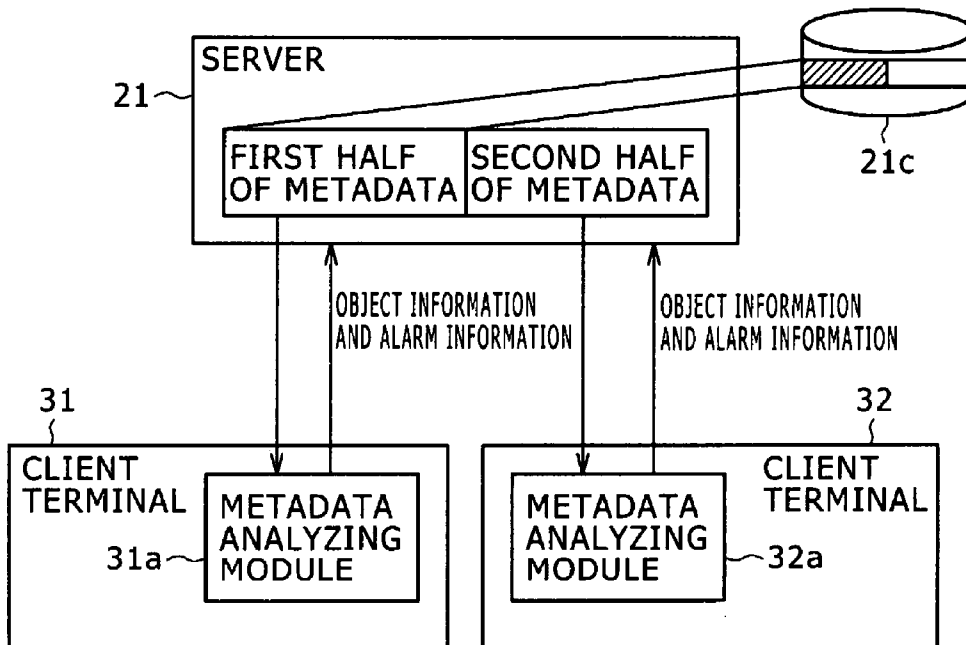 SERVER
21
21c
FIRST HALF
OF METADATA
SECOND HALF
OF METADATA
OBJECT INFORMATION
AND ALARM INFORMATION
OBJECT INFORMATION
AND ALARM INFORMATION
31
32
CLIENT
TERMINAL
METADATA
ANALYZING
MODULE
31a
METADATA
ANALYZING
MODULE
32a
CLIENT
TERMINAL